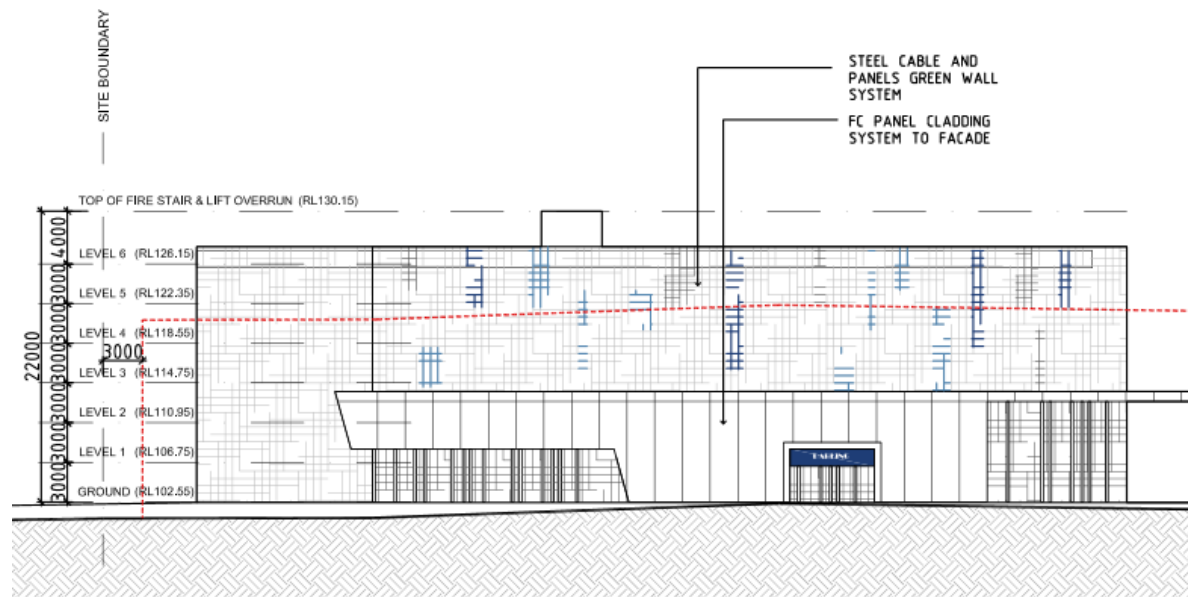 SITE BOUNDARY
STEEL CABLE AND
PANELS GREEN WALL
SYSTEM
FC PANEL CLADDING
SYSTEM TO FACADE
TOP OF FIRE STAIR & LIFT OVERRUN (RL130.15)
4000
LEVEL 6 (RL126.15)
3000
LEVEL 5 (RL122.35)
3000
LEVEL 4 (RL118.55)
22000
3000
3000
LEVEL 3 (RL114.75)
3000
LEVEL 2 (RL110.95)
3000
LEVEL 1 (RL106.75)
3000
GROUND (RL102.55)
PARKING